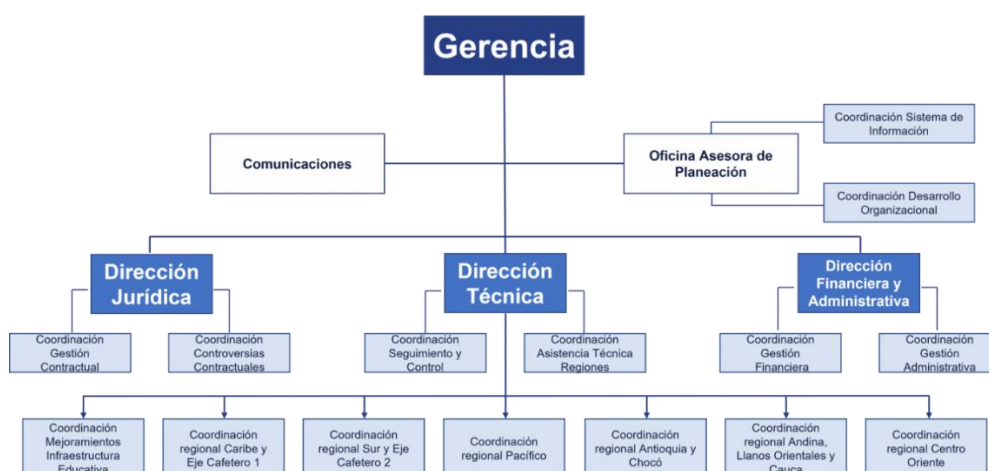 Gerencia
Coordinación Sistema de
Información
Comunicaciones
Oficina Asesora de
Planeación
Coordinación Desarrollo
Organizacional
Dirección
Jurídica
Dirección
Técnica
Dirección
Financiera y
Administrativa
Coordinación
Gestión
Contractual
Coordinación
Controversias
Contractuales
Coordinación
Seguimiento y
Control
Coordinación
Asistencia Técnica
Regiones
Coordinación
Gestión
Financiera
Coordinación
Gestión
Administrativa
Coordinación
Mejoramientos
Infraestructura
Educativa
Coordinación
regional Caribe y
Eje Cafetero 1
Coordinación
regional Sur y Eje
Cafetero 2
Coordinación
regional Pacífico
Coordinación
regional Antioquia y
Chocó
Coordinación
regional Andina,
Llanos Orientales y
Cauca
Coordinación
regional Centro
Oriente